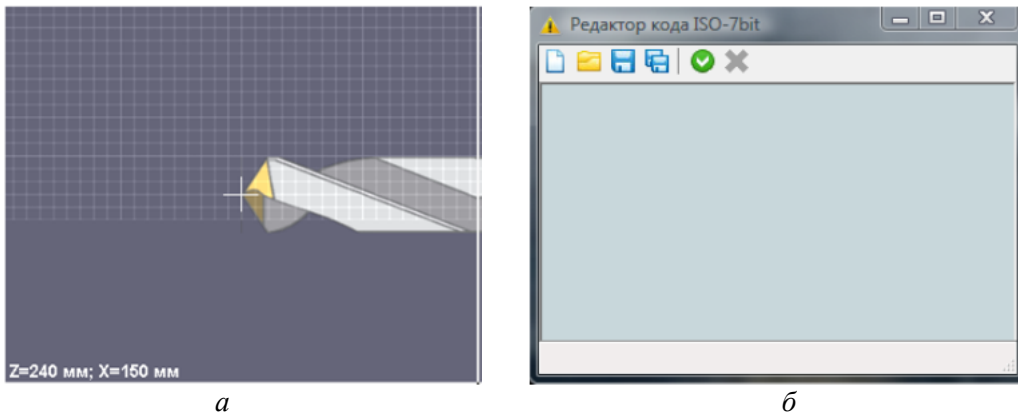 Редактор кода ISO-7bit
Z=240 мм; X=150 мм
а
б